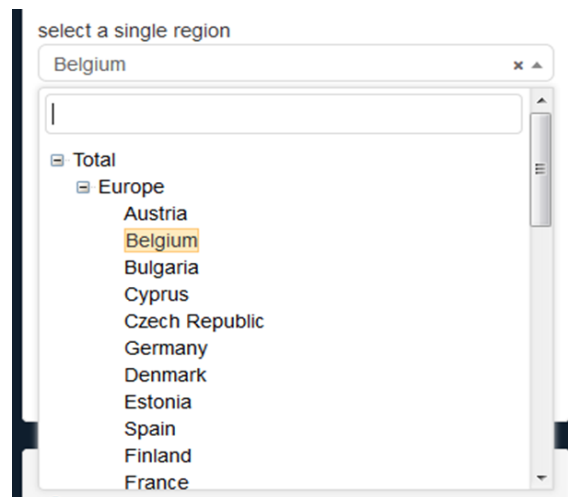 select a single region
Belgium
Total
Europe
Austria
Belgium
Bulgaria
Cyprus
Czech Republic
Germany
Denmark
Estonia
Spain
Finland
France